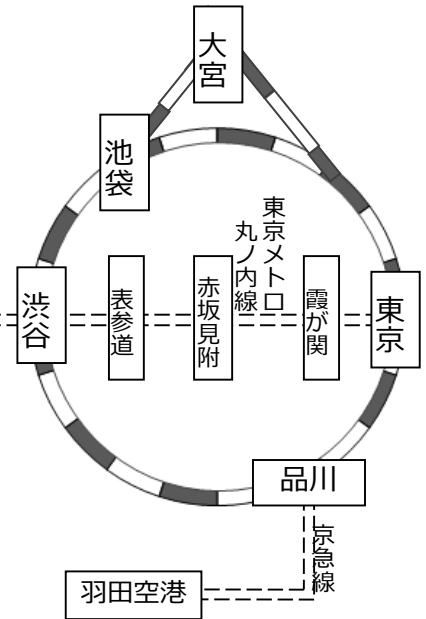 大宮
池袋
東京メトロ
丸ノ内線
渋谷
表参道
赤坂見附
霞が関
東京
品川
京急線
羽田空港